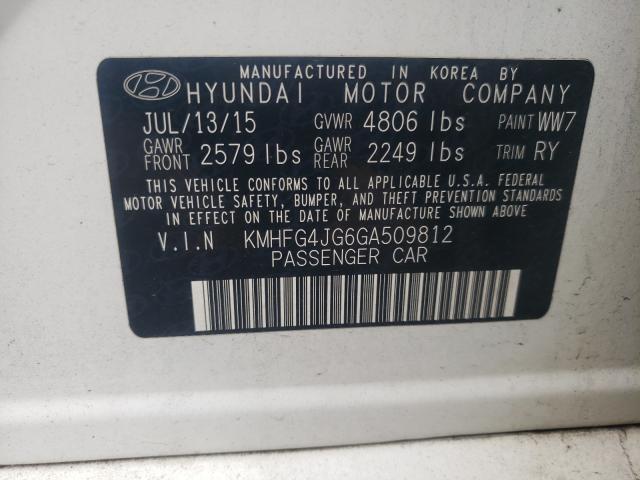 MANUFACTURED IN KOREA BY
HYUNDAI MOTOR COMPANY
JUL/13/15 GVWR 4806 lbs PAINT WW7
GAWR FRONT 2579 lbs GAWR REAR 2249 lbs TRIM RY
THIS VEHICLE CONFORMS TO ALL APPLICABLE U.S.A. FEDERAL
MOTOR VEHICLE SAFETY, BUMPER, AND THEFT PREVENTION STANDARDS
IN EFFECT ON THE DATE OF MANUFACTURE SHOWN ABOVE
V.I.N KMHFG4JG6GA509812
PASSENGER CAR